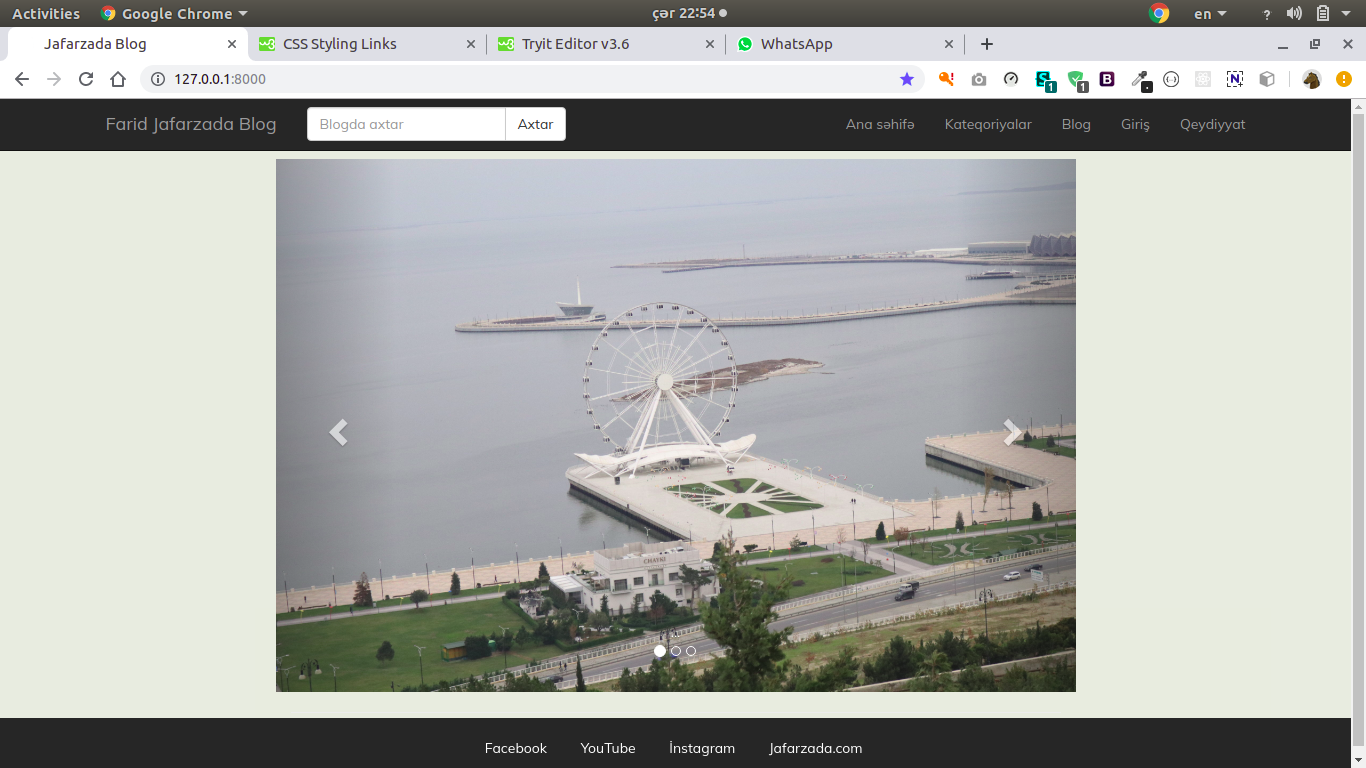 Activities Google Chrome çər 22:54 en ?
Jafarzada Blog CSS Styling Links Tryit Editor v3.6 WhatsApp
127.0.0.1:8000
Farid Jafarzada Blog Blogda axtar Axtar Ana səhifə Kateqoriyalar Blog Giriş Qeydiyyat
Facebook YouTube İnstagram Jafarzada.com